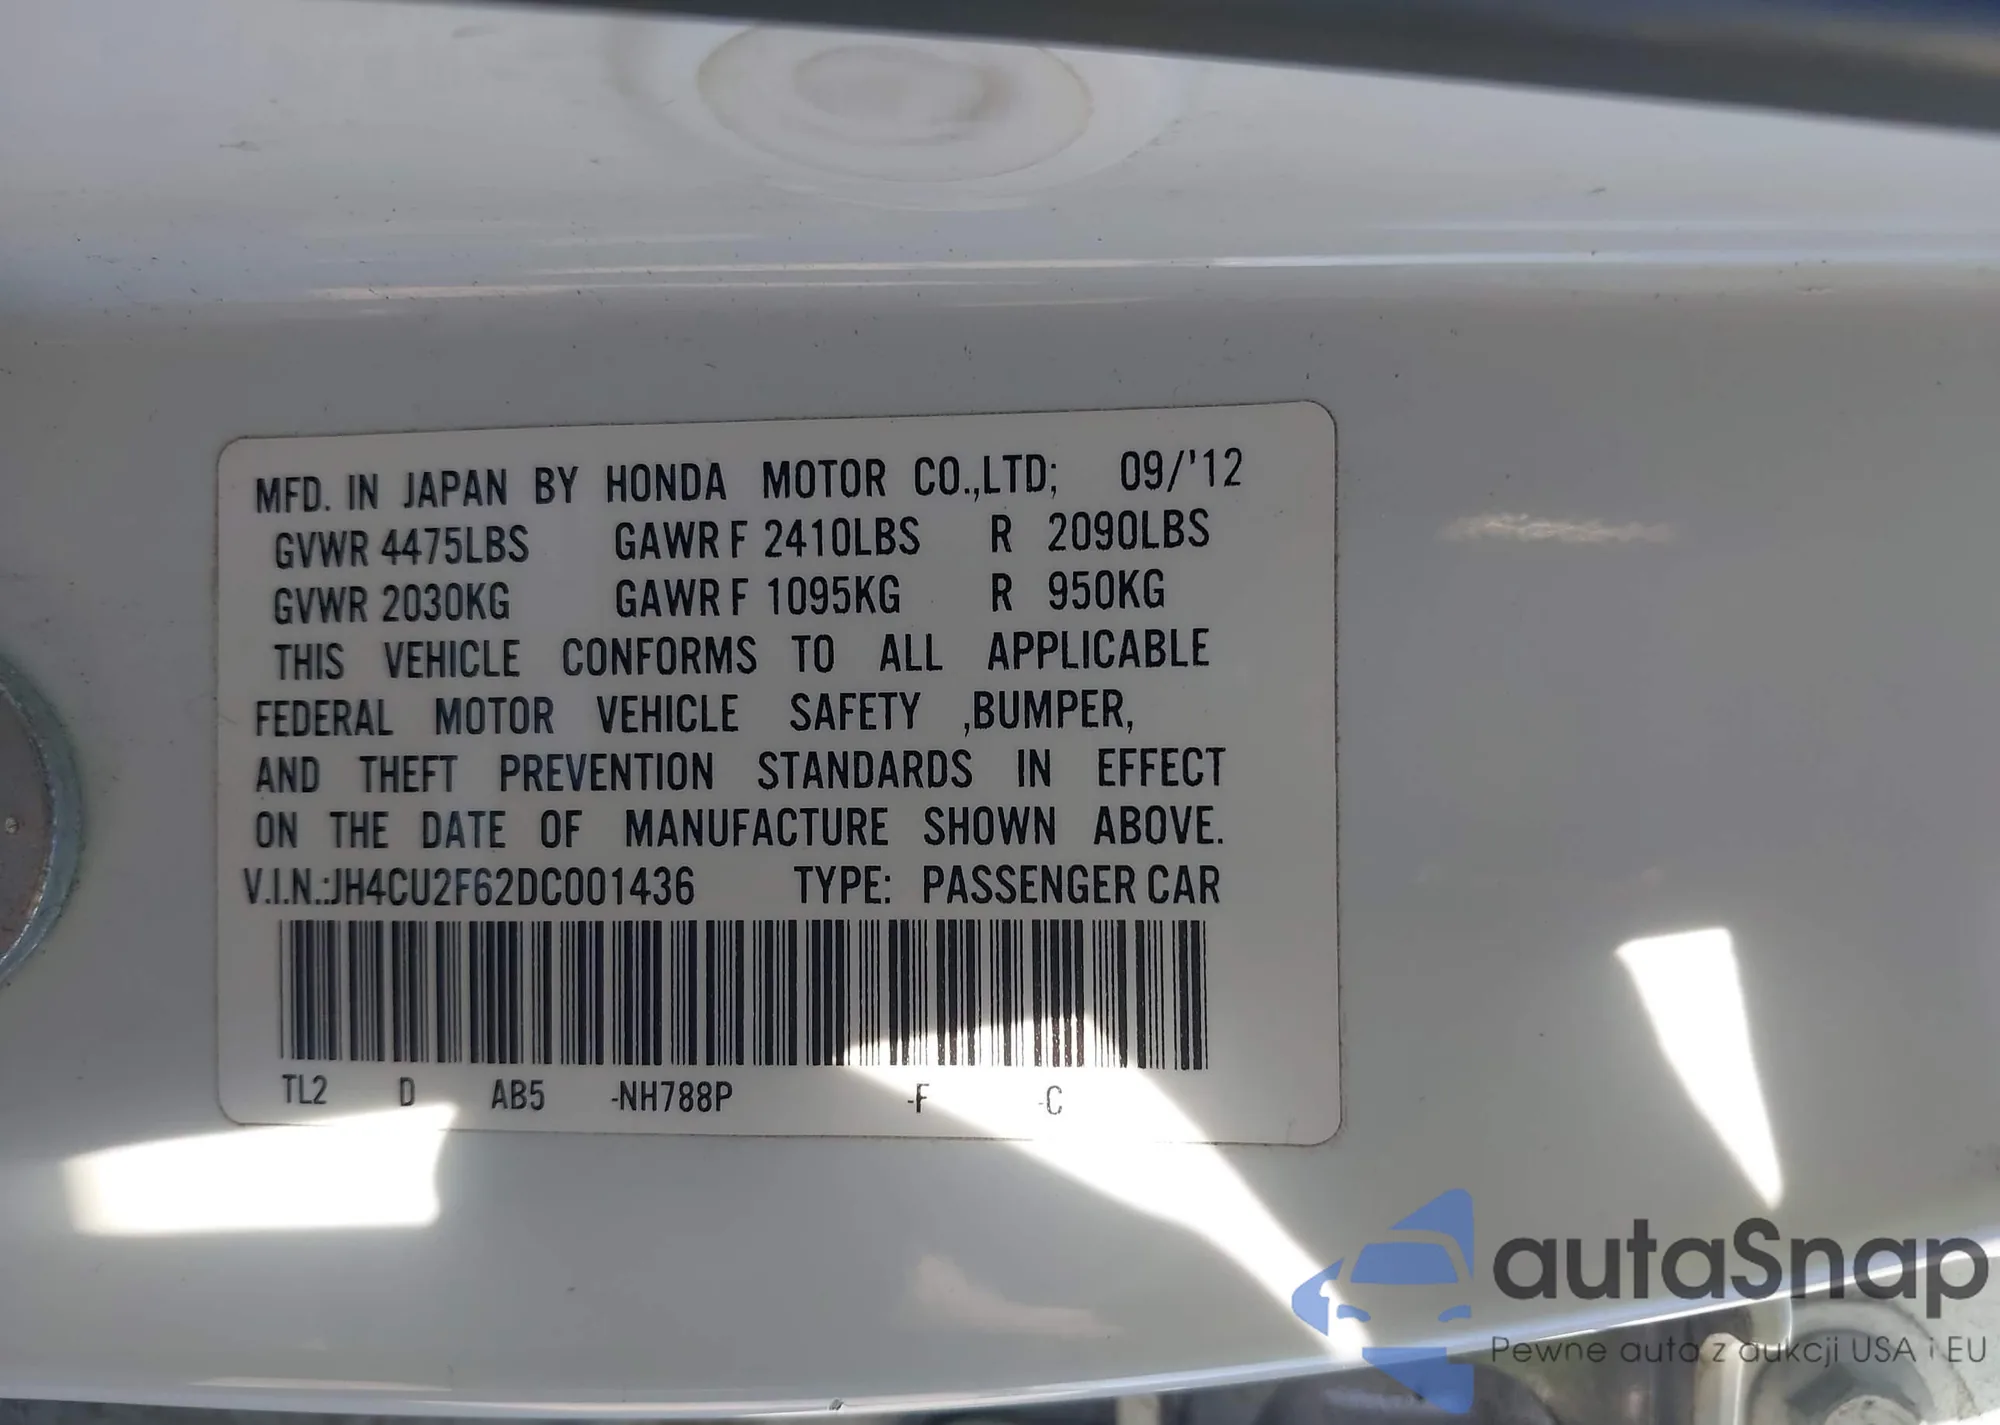 MFD. IN JAPAN BY HONDA MOTOR CO.,LTD; 09/'12
GVWR 4475LBS GAWR F 2410LBS R 2090LBS
GVWR 2030KG GAWR F 1095KG R 950KG
THIS VEHICLE CONFORMS TO ALL APPLICABLE
FEDERAL MOTOR VEHICLE SAFETY ,BUMPER,
AND THEFT PREVENTION STANDARDS IN EFFECT
ON THE DATE OF MANUFACTURE SHOWN ABOVE.
V.I.N.:JH4CU2F62DC001436 TYPE: PASSENGER CAR
TL2 D AB5 -NH788P -F -C
autaSnap
Pewne auta z aukcji USA i EU